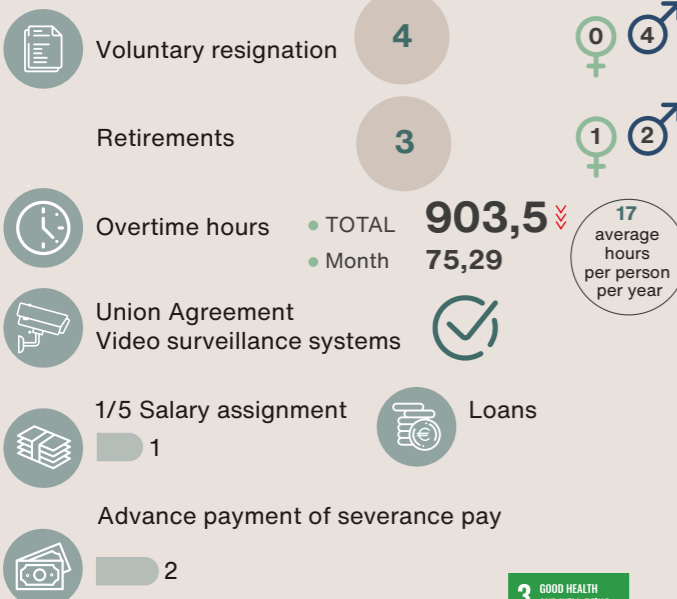 Voluntary resignation 4 0 4
Retirements 3 1 2
Overtime hours
• TOTAL 903,5
• Month 75,29
17
average
hours
per person
per year
Union Agreement
Video surveillance systems
1/5 Salary assignment
1
Loans
€
Advance payment of severance pay
2
3 GOOD HEALTH